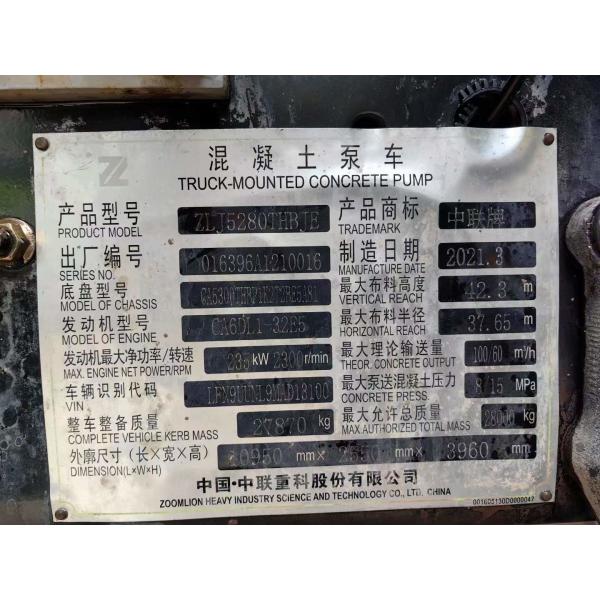 Z
混凝土泵车
TRUCK-MOUNTED CONCRETE PUMP
产品型号 ZLJ5280THBJE 产品商标 中联牌
PRODUCT MODEL TRADEMARK
出厂编号 016396A1210016 制造日期 2021.3
SERIES NO. MANUFACTURE DATE
底盘型号 最大布料高度 42.3 m
MODEL OF CHASSIS VERTICAL REACH
发动机型号 CA6DL1-32E5 最大布料半径 37.65 m
MODEL OF ENGINE HORIZONTAL REACH
发动机最大净功率/转速 235 kW 2300 r/min 最大理论输送量 100/60 m³/h
MAX. ENGINE NET POWER/RPM THEOR. CONCRETE OUTPUT
车辆识别代码 最大泵送混凝土压力 8/15 MPa
VIN CONCRETE PRESS.
整车整备质量 27870 kg 最大允许总质量 28000 kg
COMPLETE VEHICLE KERB MASS MAX.AUTHORIZED TOTAL MASS
外廓尺寸(长×宽×高) 10950 mm× mm× 3960 mm
DIMENSION(L×W×H)
中国·中联重科股份有限公司
ZOOMLION HEAVY INDUSTRY SCIENCE AND TECHNOLOGY CO., LTD. CHINA
001605130D0000042